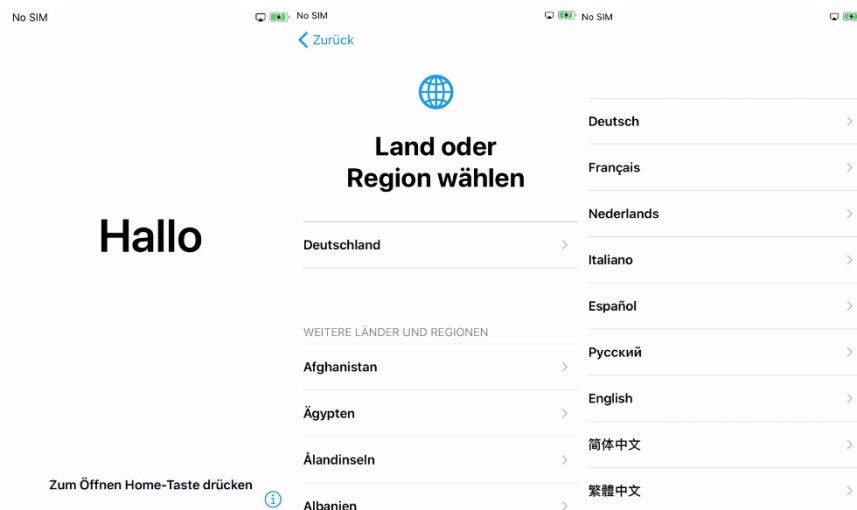 No SIM
Hallo
Zum Öffnen Home-Taste drücken
No SIM
Zurück
Land oder
Region wählen
Deutschland
WEITERE LÄNDER UND REGIONEN
Afghanistan
Ägypten
Ålandinseln
Albanien
No SIM
Deutsch
Français
Nederlands
Italiano
Español
Русский
English
简体中文
繁體中文